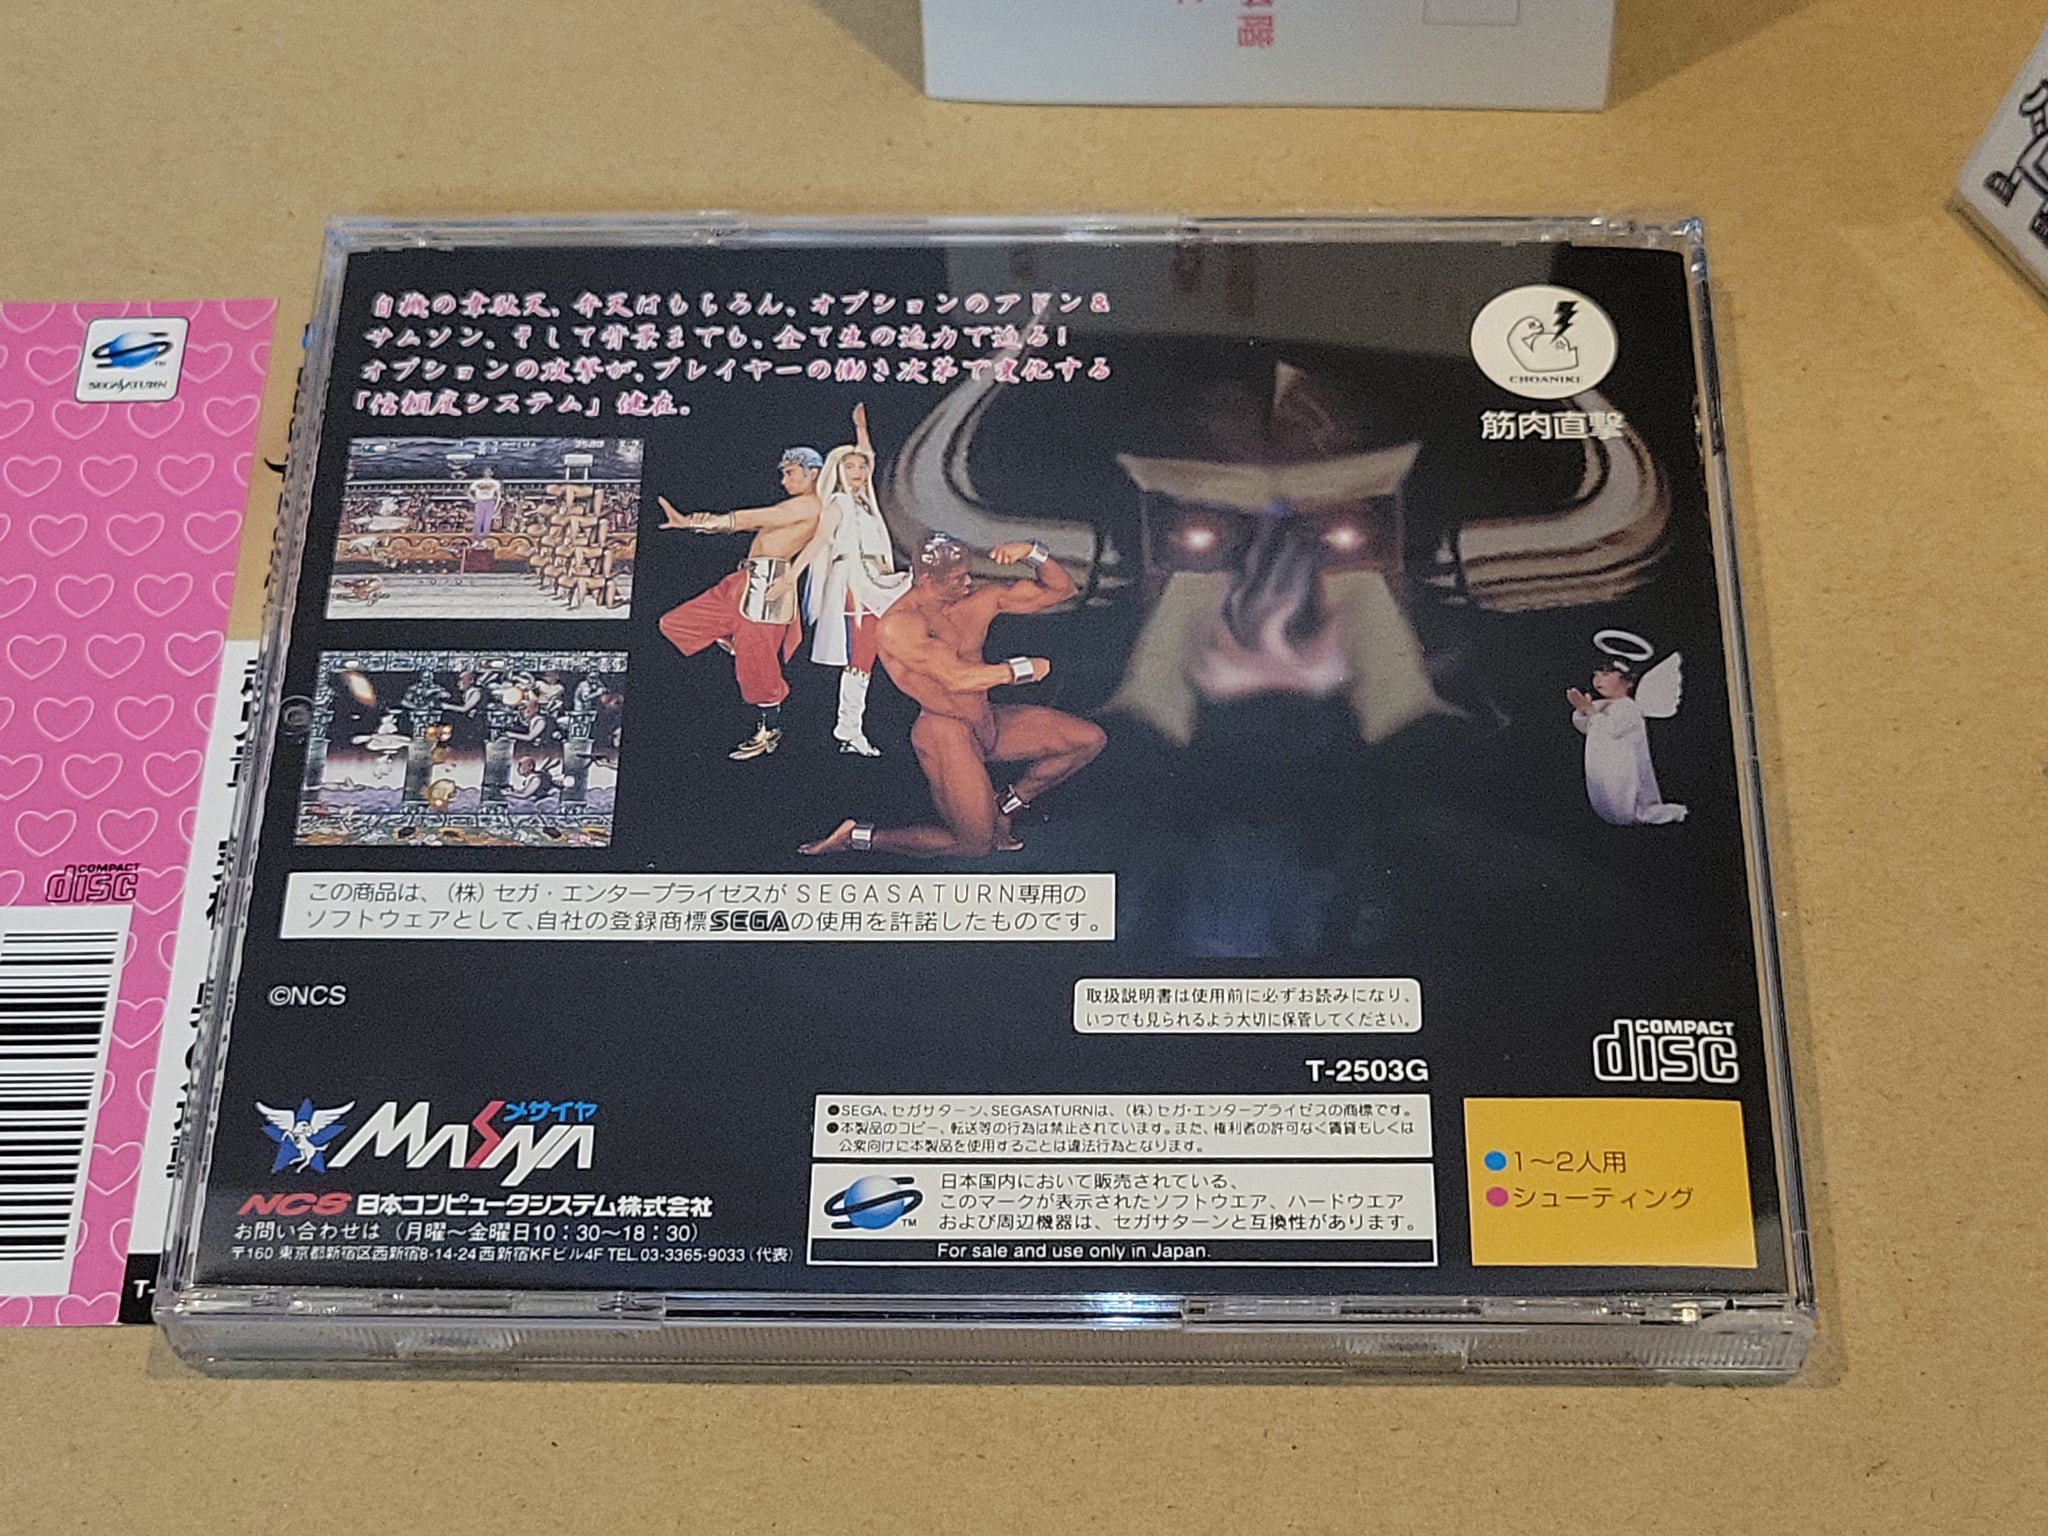 自機の韋駄天、弁天はもちろん、オプションのアドン&
サムソン、そして背景までも、全て生の迫力で迫る!
オプションの攻撃が、プレイヤーの働き次第で変化する
「信頼度システム」健在。
CHOANIKI
筋肉直撃
この商品は、(株)セガ・エンタープライゼスがSEGASATURN専用の
ソフトウェアとして、自社の登録商標SEGAの使用を許諾したものです。
©NCS
取扱説明書は使用前に必ずお読みになり、
いつでも見られるよう大切に保管してください。
T-2503G
COMPACT
disc
メサイヤ
MASAYA
NCS 日本コンピュータシステム株式会社
お問い合わせは(月曜~金曜日10:30~18:30)
〒160 東京都新宿区西新宿8-14-24西新宿KFビル4F TEL.03-3365-9033(代表)
●SEGA、セガサターン、SEGASATURNは、(株)セガ・エンタープライゼスの商標です。
●本製品のコピー、転送等の行為は禁止されています。また、権利者の許可なく賃貸もしくは
公衆向けに本製品を使用することは違法行為となります。
日本国内において販売されている、
このマークが表示されたソフトウエア、ハードウエア
および周辺機器は、セガサターンと互換性があります。
TM
For sale and use only in Japan.
●1~2人用
●シューティング
SEGASATURN
TM
COMPACT
disc
T-
階